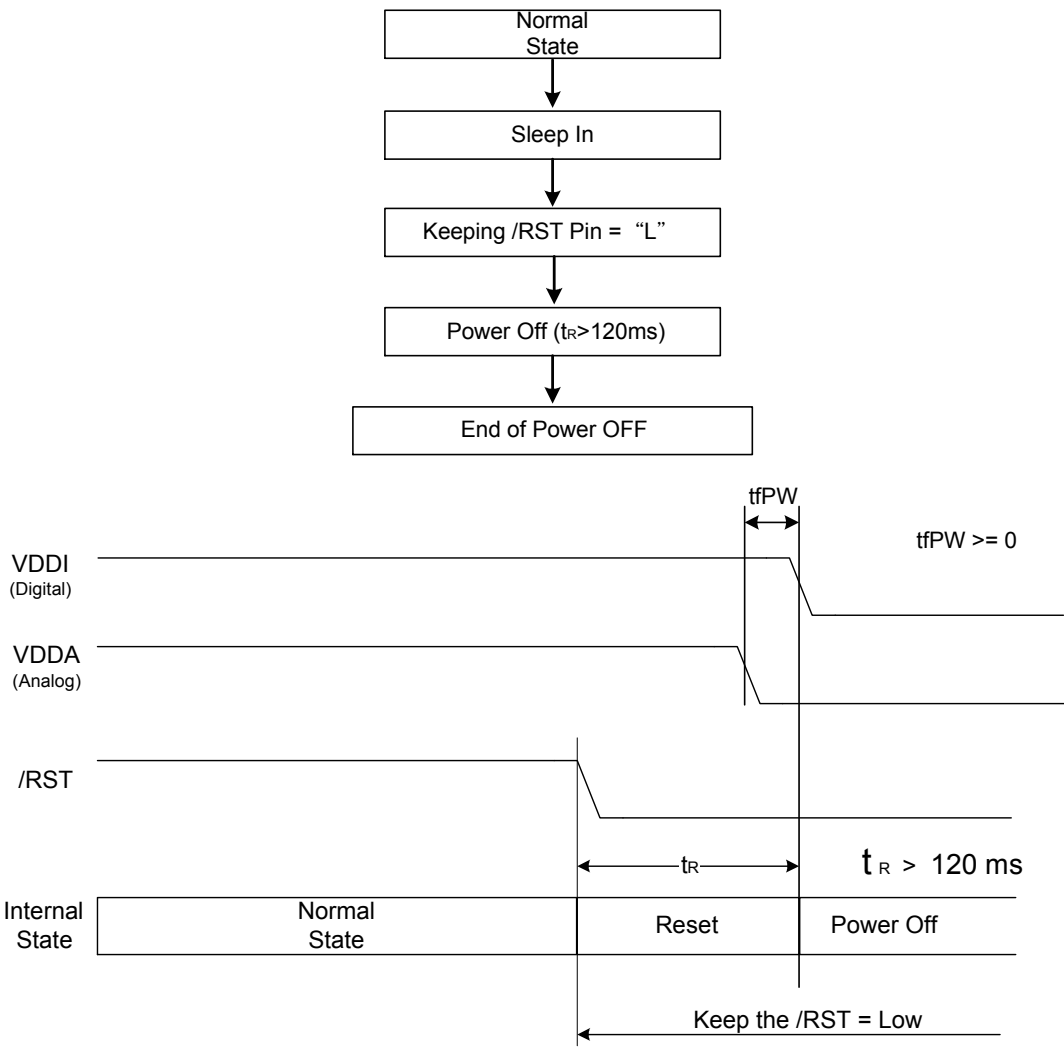 Normal
State
Sleep In
Keeping /RST Pin = “L”
Power Off (tR>120ms)
End of Power OFF
tfPW
tfPW >= 0
VDDI
(Digital)
VDDA
(Analog)
/RST
tR
tR > 120 ms
Internal
State
Normal
State
Reset
Power Off
Keep the /RST = Low